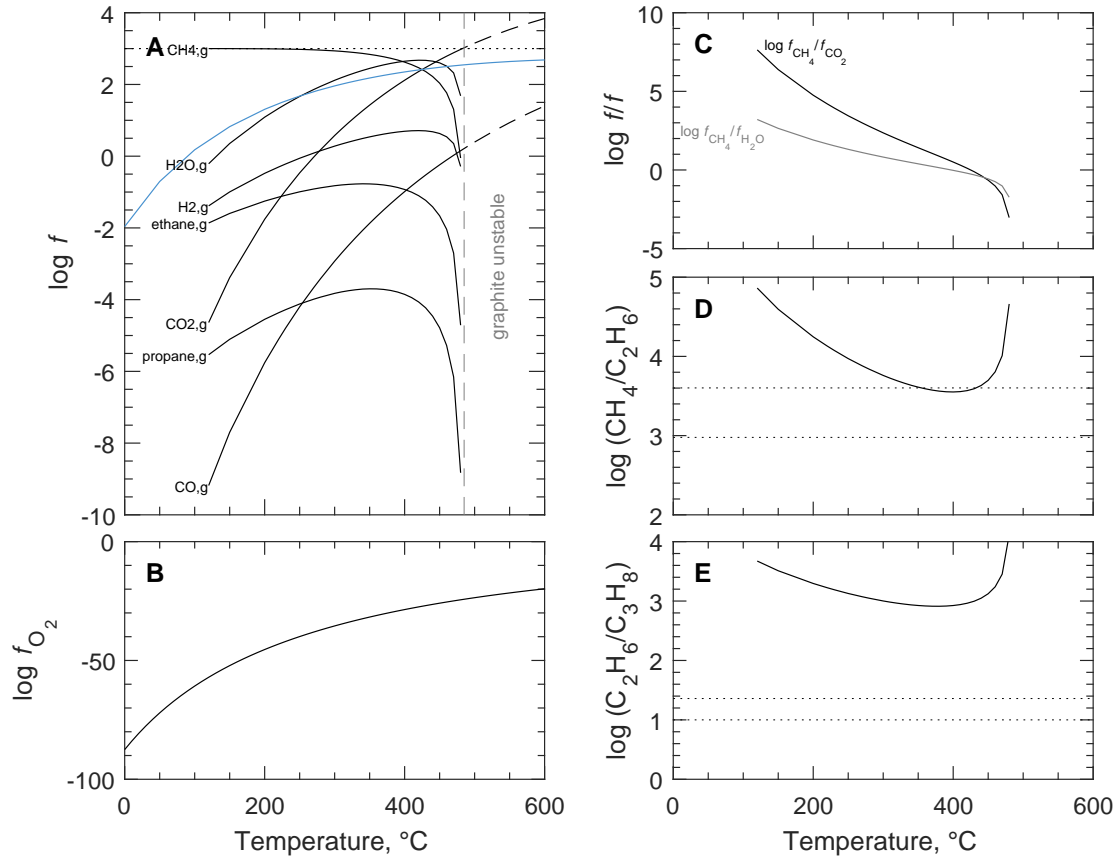 A
CH4,g
H2O,g
H2,g
ethane,g
CO2,g
propane,g
CO,g
graphite unstable
log f
4
2
0
-2
-4
-6
-8
-10
B
log fO2
0
-50
-100
0 200 400 600
Temperature, °C
C
log fCH4/fCO2
log fCH4/fH2O
log f/f
10
5
0
-5
D
log (CH4/C2H6)
5
4
3
2
E
log (C2H6/C3H8)
4
3
2
1
0
0 200 400 600
Temperature, °C